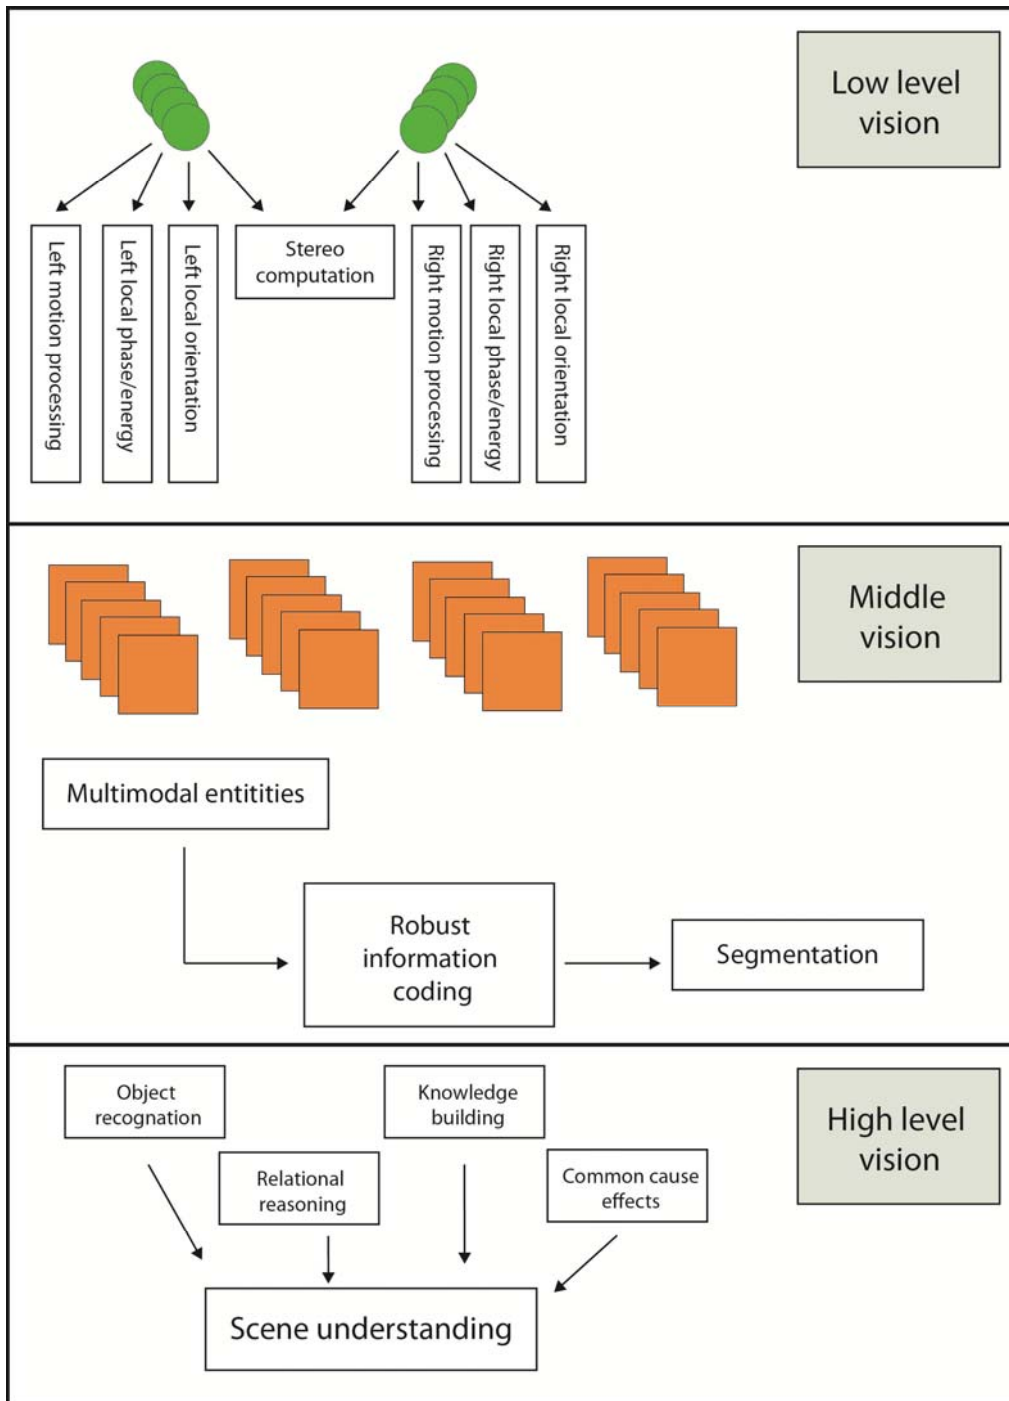 Low level
vision
Left motion processing
Left local phase/energy
Left local orientation
Stereo
computation
Right motion processing
Right local phase/energy
Right local orientation
Middle
vision
Multimodal entitities
Robust
information
coding
Segmentation
High level
vision
Object
recognation
Knowledge
building
Relational
reasoning
Common cause
effects
Scene understanding